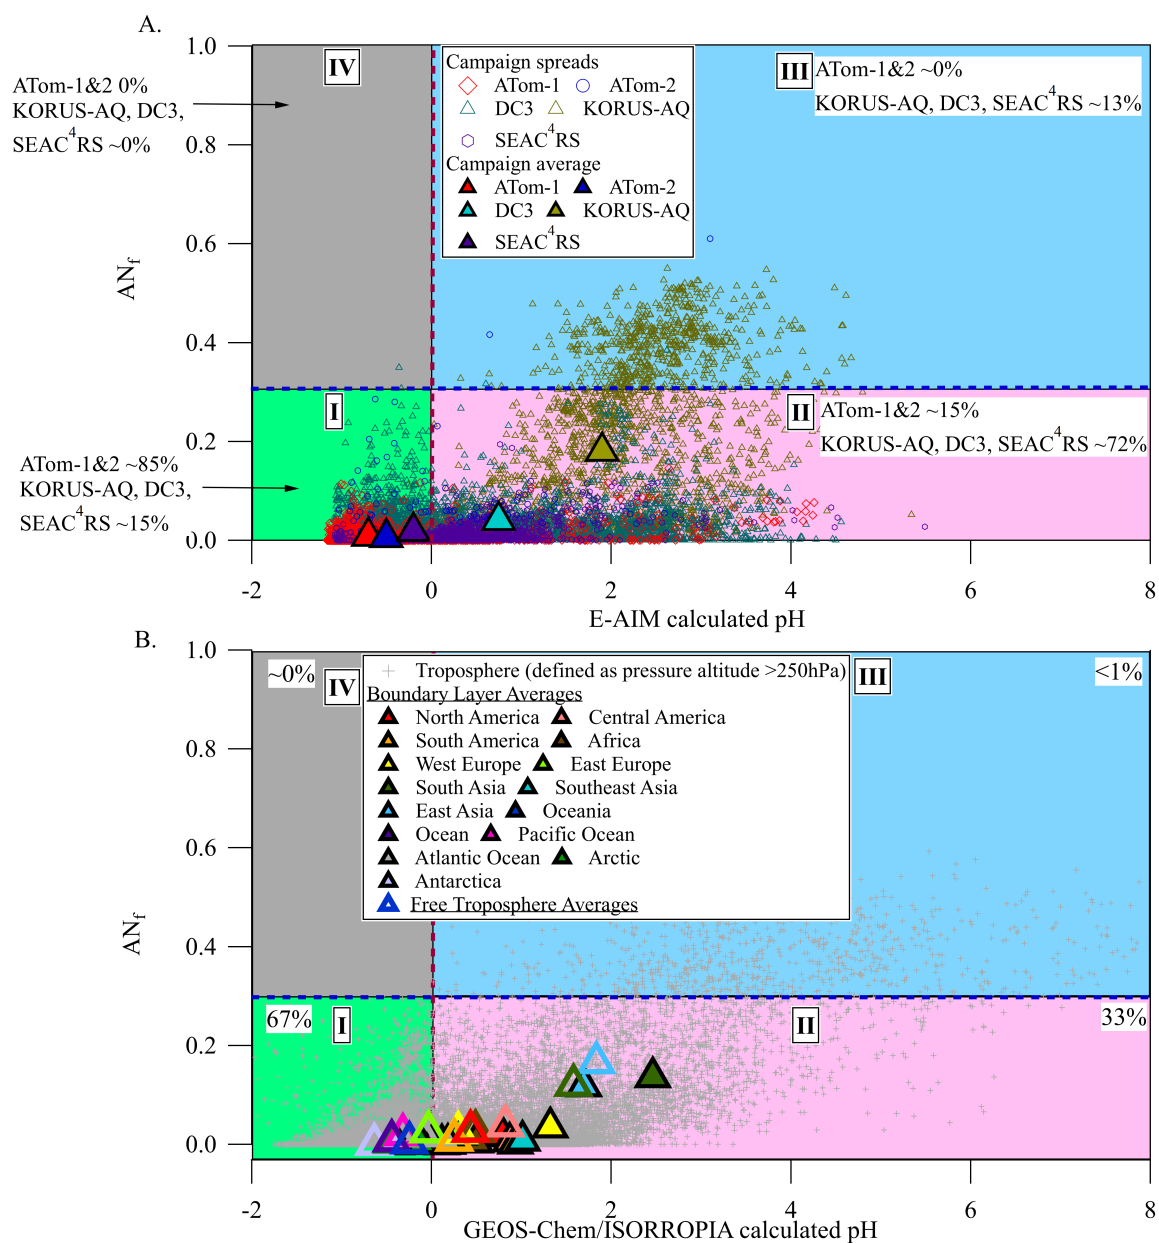 A.
1.0
0.8
0.6
0.4
0.2
0.0
AN_f
IV
III
I
II
ATom-1&2 0%
KORUS-AQ, DC3,
SEAC⁴RS ~0%
Campaign spreads
ATom-1 ATom-2
DC3 KORUS-AQ
SEAC⁴RS
Campaign average
ATom-1 ATom-2
DC3 KORUS-AQ
SEAC⁴RS
ATom-1&2 ~0%
KORUS-AQ, DC3, SEAC⁴RS ~13%
ATom-1&2 ~15%
KORUS-AQ, DC3, SEAC⁴RS ~72%
ATom-1&2 ~85%
KORUS-AQ, DC3,
SEAC⁴RS ~15%
-2 0 2 4 6 8
E-AIM calculated pH
B.
1.0
0.8
0.6
0.4
0.2
0.0
AN_f
~0%
IV
Troposphere (defined as pressure altitude >250hPa)
Boundary Layer Averages
North America Central America
South America Africa
West Europe East Europe
South Asia Southeast Asia
East Asia Oceania
Ocean Pacific Ocean
Atlantic Ocean Arctic
Antarctica
Free Troposphere Averages
III
<1%
67%
I
II
33%
-2 0 2 4 6 8
GEOS-Chem/ISORROPIA calculated pH